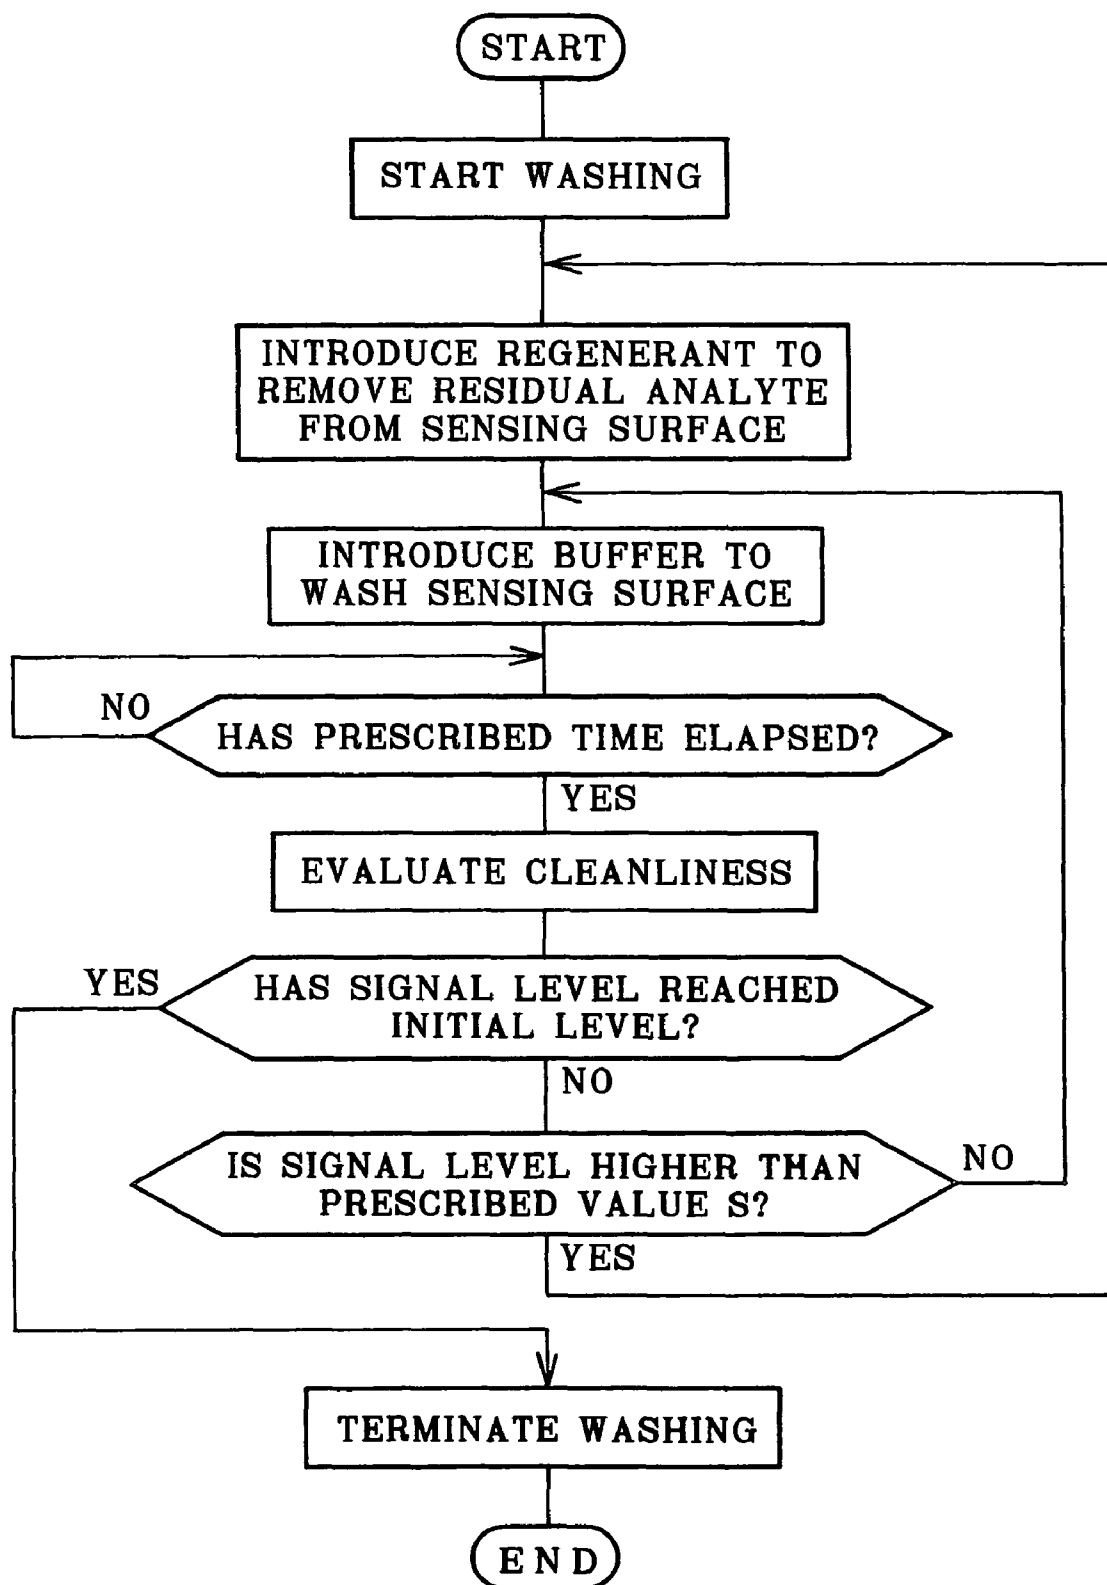 START
START WASHING
INTRODUCE REGENERANT TO
REMOVE RESIDUAL ANALYTE
FROM SENSING SURFACE
INTRODUCE BUFFER TO
WASH SENSING SURFACE
NO
HAS PRESCRIBED TIME ELAPSED?
YES
EVALUATE CLEANLINESS
YES
HAS SIGNAL LEVEL REACHED
INITIAL LEVEL?
NO
IS SIGNAL LEVEL HIGHER THAN
PRESCRIBED VALUE S?
NO
YES
TERMINATE WASHING
END